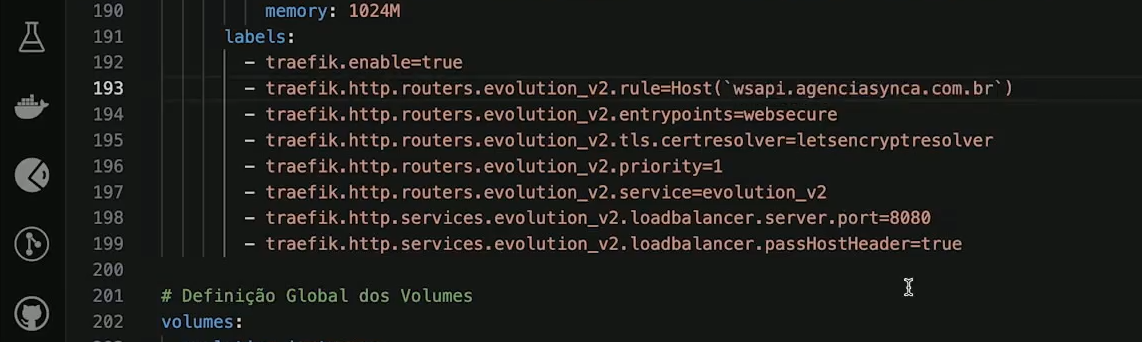 190 memory: 1024M
191 labels:
192 - traefik.enable=true
193 - traefik.http.routers.evolution_v2.rule=Host(`wsapi.agenciasynca.com.br`)
194 - traefik.http.routers.evolution_v2.entrypoints=websecure
195 - traefik.http.routers.evolution_v2.tls.certresolver=letsencryptresolver
196 - traefik.http.routers.evolution_v2.priority=1
197 - traefik.http.routers.evolution_v2.service=evolution_v2
198 - traefik.http.services.evolution_v2.loadbalancer.server.port=8080
199 - traefik.http.services.evolution_v2.loadbalancer.passHostHeader=true
200
201 # Definição Global dos Volumes
202 volumes: